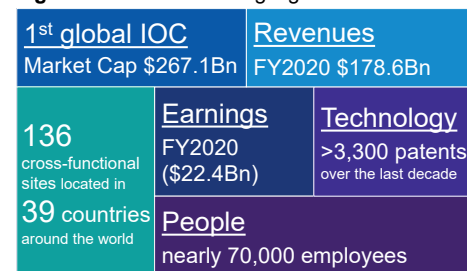 1st global IOC
Market Cap $267.1Bn
Revenues
FY2020 $178.6Bn
136
cross-functional
sites located in
39 countries
around the world
Earnings
FY2020
($22.4Bn)
Technology
>3,300 patents
over the last decade
People
nearly 70,000 employees